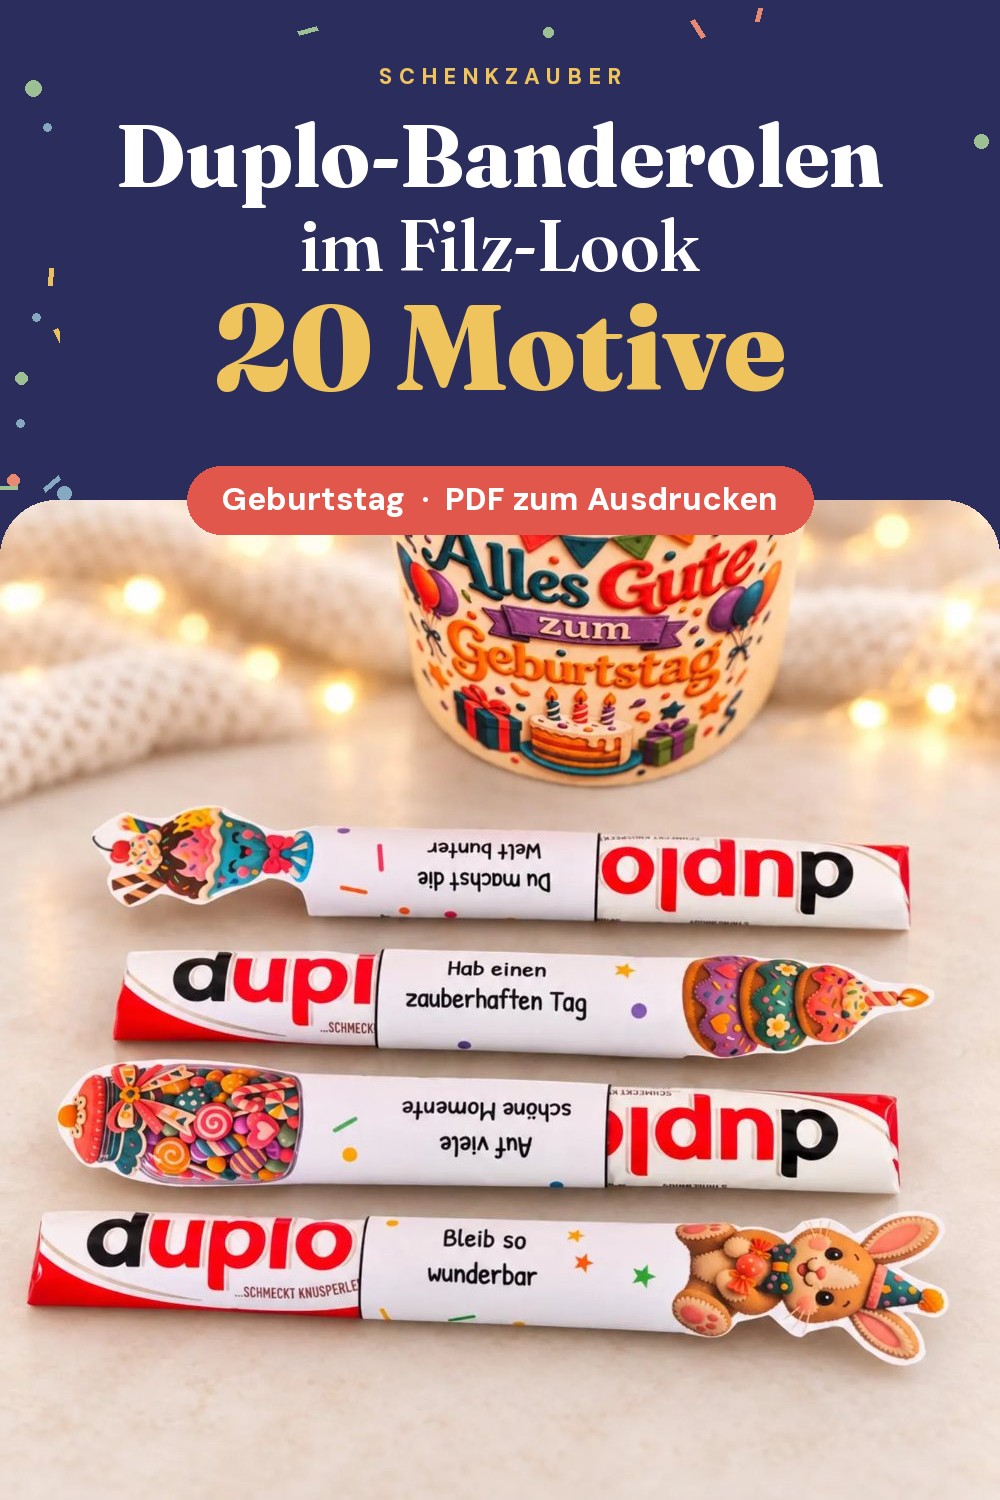 SCHENKZAUBER
Duplo-Banderolen
im Filz-Look
20 Motive
Geburtstag · PDF zum Ausdrucken
Alles Gute
zum
Geburtstag
Du machst die
Welt bunter
duplo
dupl
...SCHMECK
Hab einen
zauberhaften Tag
Auf viele
schöne Momente
duplo
duplo
...SCHMECKT KNUSPERLE
Bleib so
wunderbar